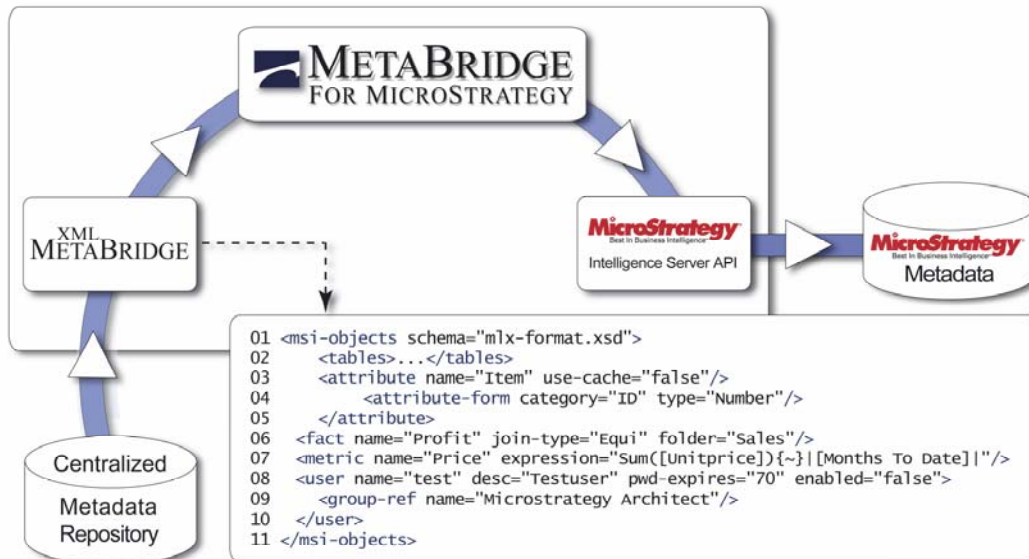 METABRIDGE
FOR MICROSTRATEGY
XML
METABRIDGE
MicroStrategy™
Best In Business Intelligence™
Intelligence Server API
MicroStrategy™
Best In Business Intelligence™
Metadata
Centralized
Metadata
Repository
01 <msi-objects schema="mlx-format.xsd">
02 <tables>...</tables>
03 <attribute name="Item" use-cache="false"/>
04 <attribute-form category="ID" type="Number"/>
05 </attribute>
06 <fact name="Profit" join-type="Equi" folder="Sales"/>
07 <metric name="Price" expression="Sum([Unitprice]){~}|[Months To Date]|"/>
08 <user name="test" desc="Testuser" pwd-expires="70" enabled="false">
09 <group-ref name="Microstrategy Architect"/>
10 </user>
11 </msi-objects>